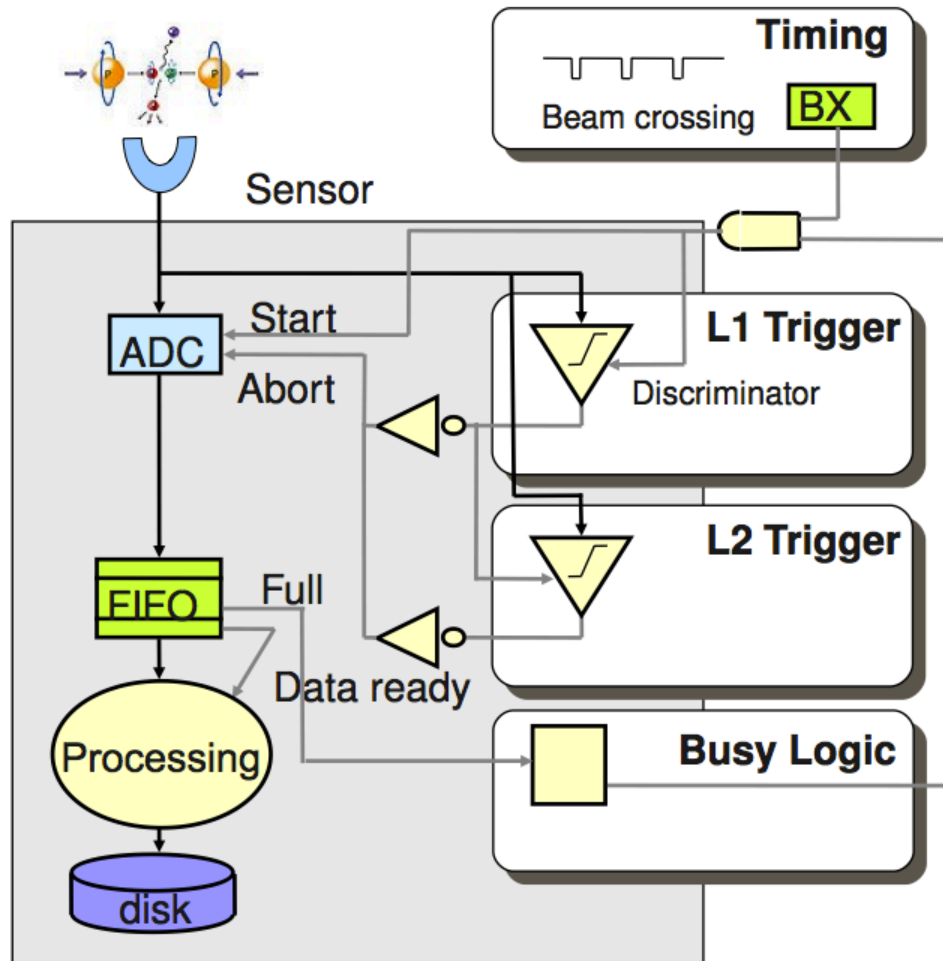 Timing
Beam crossing
BX
Sensor
Start
ADC
Abort
L1 Trigger
Discriminator
L2 Trigger
FIFO
Full
Data ready
Processing
Busy Logic
disk